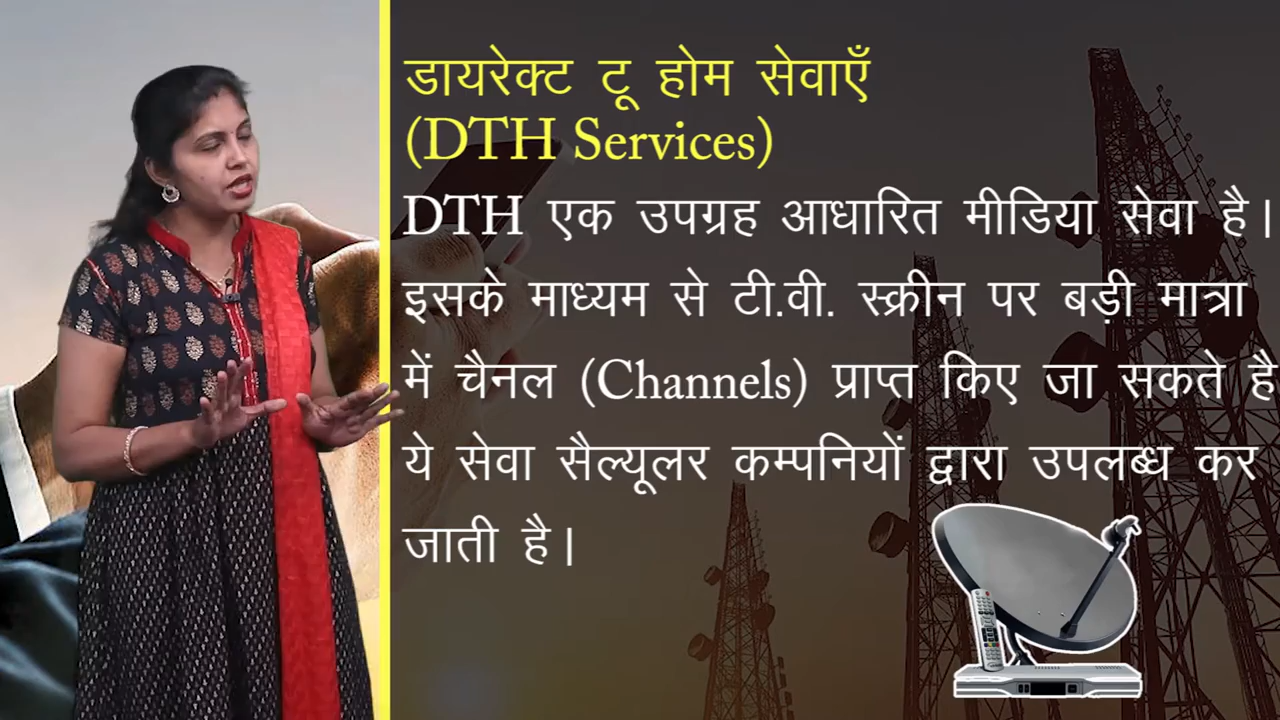 डायरेक्ट टू होम सेवाएँ
(DTH Services)
DTH एक उपग्रह आधारित मीडिया सेवा है।
इसके माध्यम से टी.वी. स्क्रीन पर बड़ी मात्रा
में चैनल (Channels) प्राप्त किए जा सकते है
ये सेवा सैल्यूलर कम्पनियों द्वारा उपलब्ध कर
जाती है।